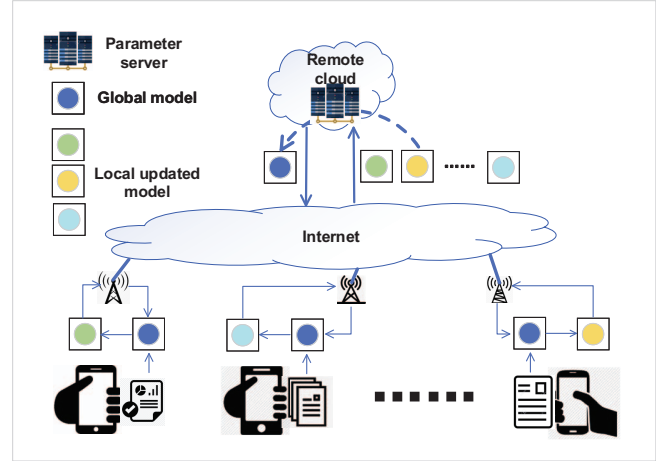 Parameter
server
Global model
Local updated
model
Remote
cloud
Internet